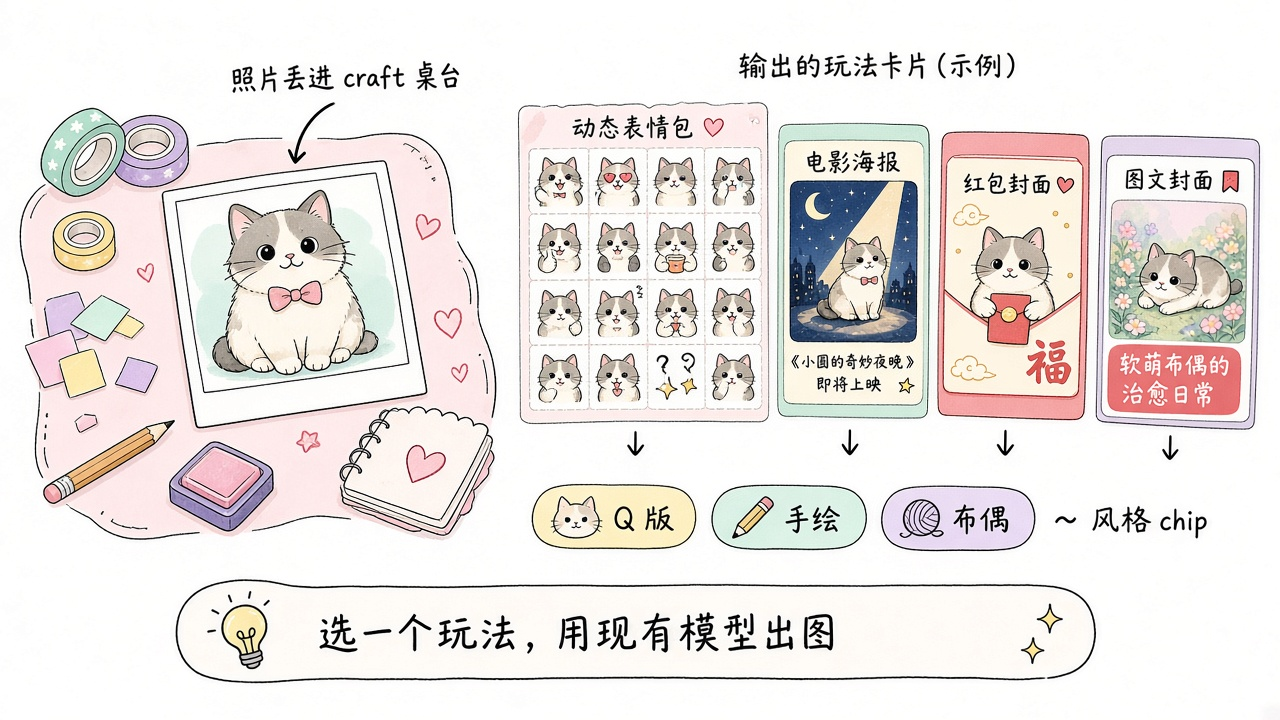 照片丢进 craft 桌台
输出的玩法卡片(示例)
动态表情包
z
z
z
? ?
电影海报
《小圆的奇妙夜晚》
即将上映
红包封面
福
图文封面
软萌布偶的
治愈日常
Q 版
手绘
布偶
~ 风格 chip
选一个玩法,用现有模型出图